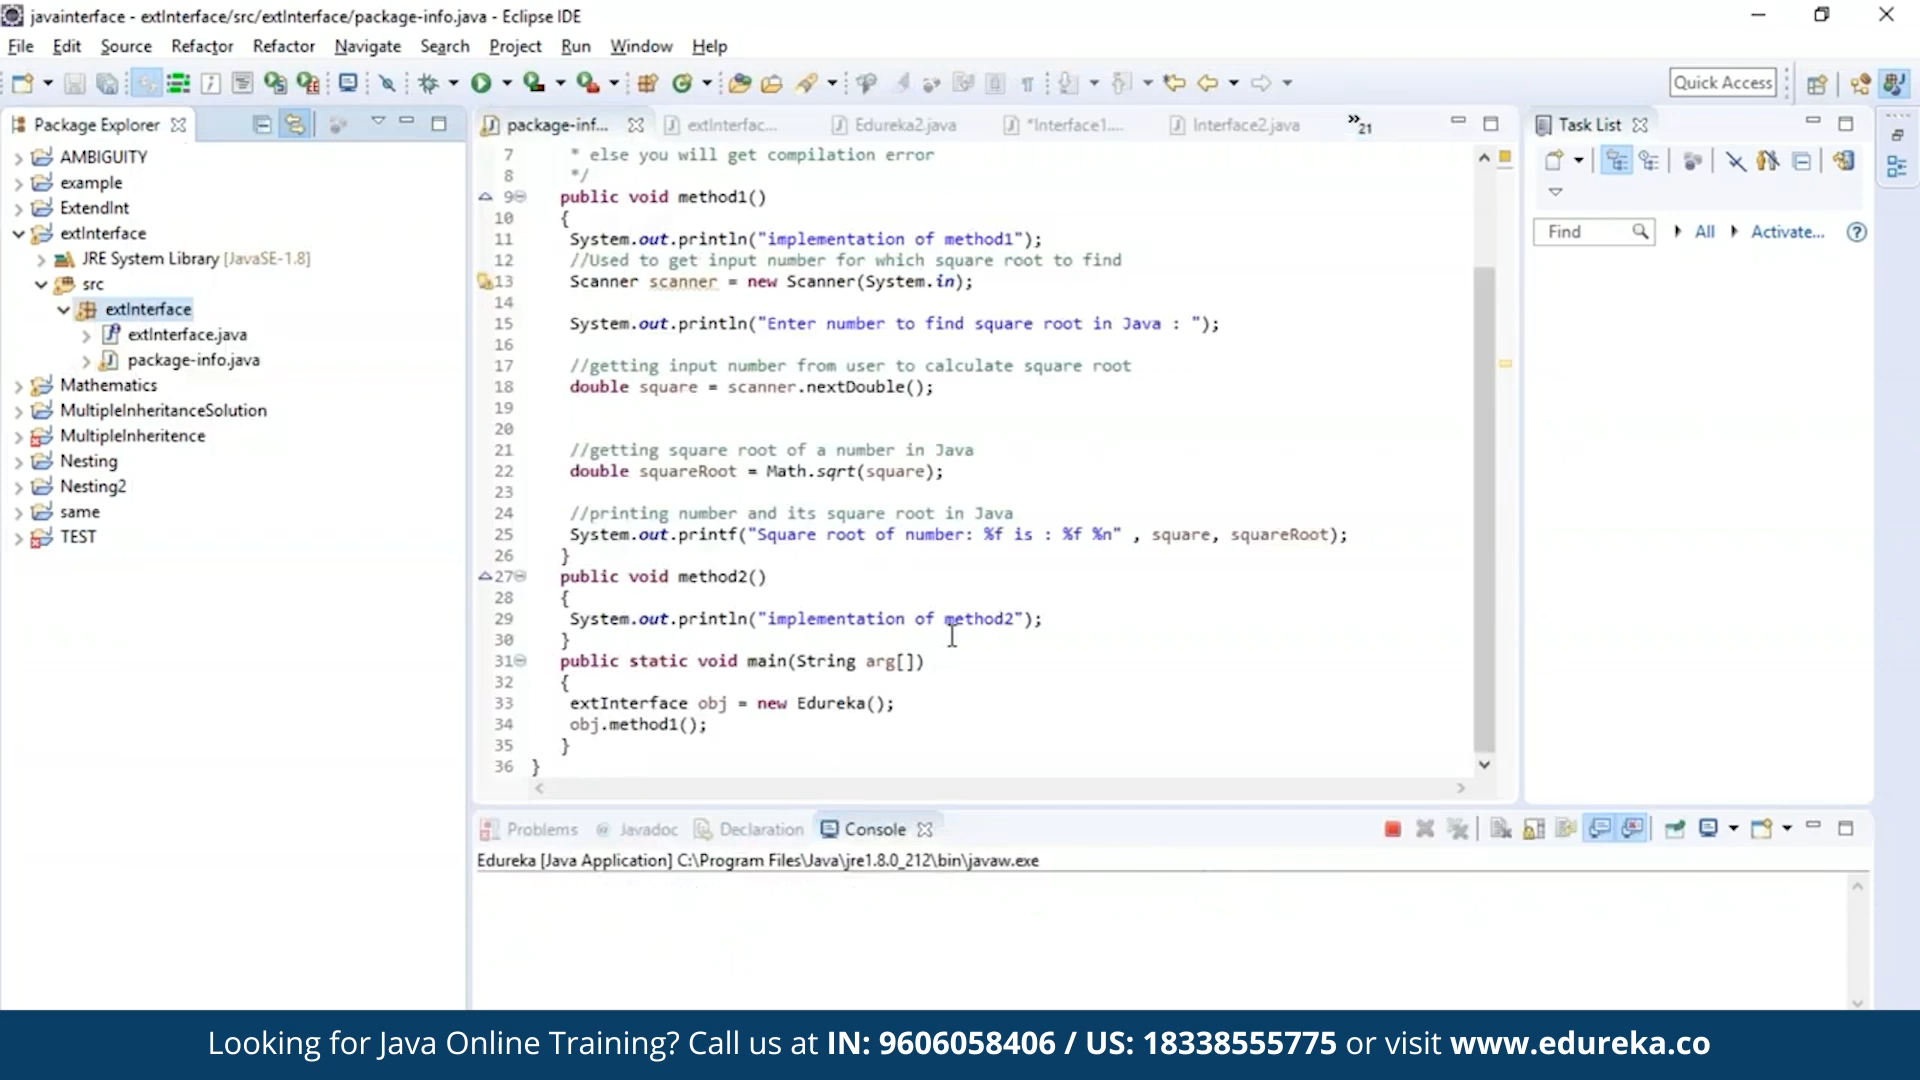 javainterface - extInterface/src/extInterface/package-info.java - Eclipse IDE
File Edit Source Refactor Refactor Navigate Search Project Run Window Help
Quick Access
Package Explorer
AMBIGUITY
example
ExtendInt
extInterface
JRE System Library [JavaSE-1.8]
src
extInterface
extInterface.java
package-info.java
Mathematics
MultipleInheritanceSolution
MultipleInheritence
Nesting
Nesting2
same
TEST
package-inf... extInterfac... Edureka2.java *Interface1.... Interface2.java »21
7 * else you will get compilation error
8 */
9 public void method1()
10 {
11 System.out.println("implementation of method1");
12 //Used to get input number for which square root to find
13 Scanner scanner = new Scanner(System.in);
14
15 System.out.println("Enter number to find square root in Java : ");
16
17 //getting input number from user to calculate square root
18 double square = scanner.nextDouble();
19
20
21 //getting square root of a number in Java
22 double squareRoot = Math.sqrt(square);
23
24 //printing number and its square root in Java
25 System.out.printf("Square root of number: %f is : %f %n" , square, squareRoot);
26 }
27 public void method2()
28 {
29 System.out.println("implementation of method2");
30 }
31 public static void main(String arg[])
32 {
33 extInterface obj = new Edureka();
34 obj.method1();
35 }
36 }
Task List
Find All Activate...
Problems @ Javadoc Declaration Console
Edureka [Java Application] C:\Program Files\Java\jre1.8.0_212\bin\javaw.exe
Looking for Java Online Training? Call us at IN: 9606058406 / US: 18338555775 or visit www.edureka.co